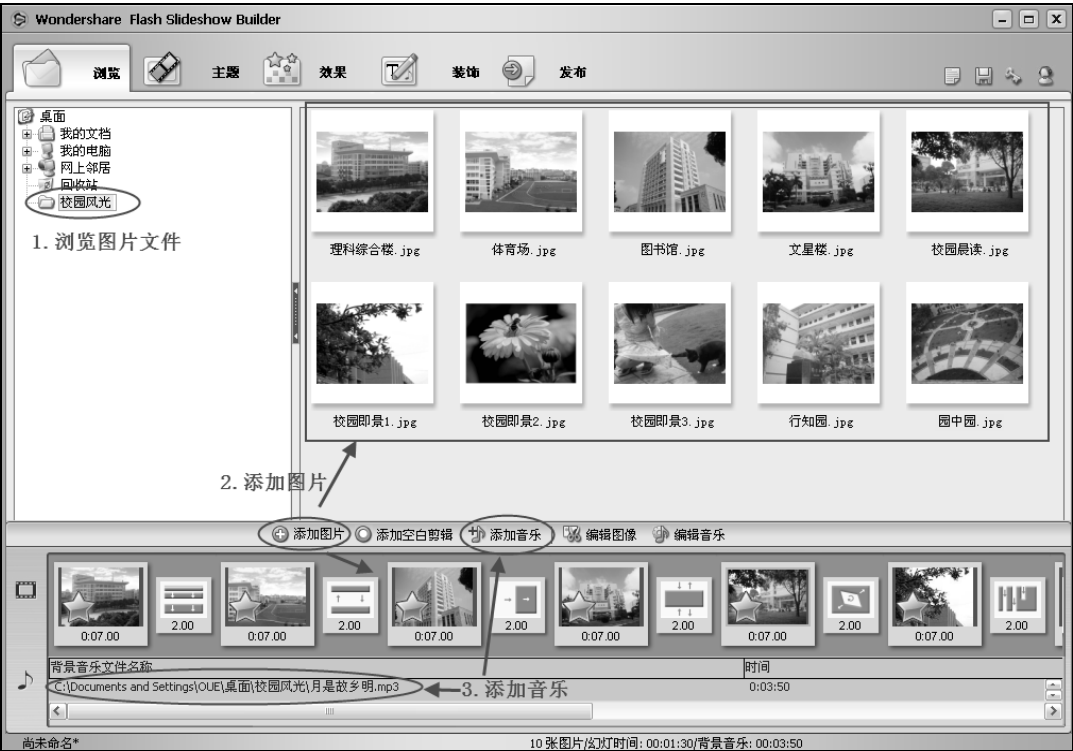 Wondershare Flash Slideshow Builder
浏览 主题 效果 装饰 发布
桌面
我的文档
我的电脑
网上邻居
回收站
校园风光
1. 浏览图片文件
理科综合楼.jpg 体育场.jpg 图书馆.jpg 文星楼.jpg 校园晨读.jpg
校园即景1.jpg 校园即景2.jpg 校园即景3.jpg 行知园.jpg 园中园.jpg
2. 添加图片
添加图片 添加空白剪辑 添加音乐 编辑图像 编辑音乐
0:07.00 2.00 0:07.00 2.00 0:07.00 2.00 0:07.00 2.00 0:07.00 2.00 0:07.00 2.00
背景音乐文件名称 时间
C:\Documents and Settings\OUE\桌面\校园风光\月是故乡明.mp3 0:03:50
3. 添加音乐
尚未命名* 10 张图片/幻灯时间: 00:01:30/背景音乐: 00:03:50